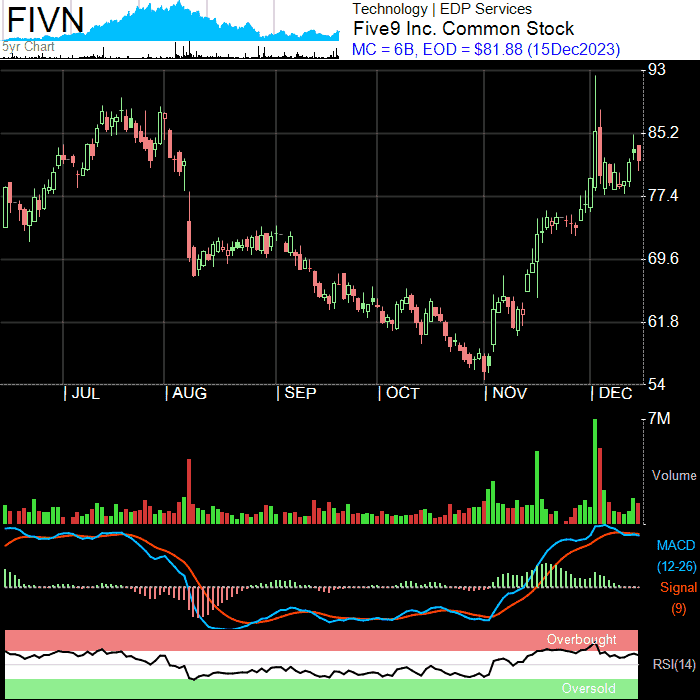 FIVN
5yr Chart
Technology | EDP Services
Five9 Inc. Common Stock
MC = 6B, EOD = $81.88 (15Dec2023)
93
85.2
77.4
69.6
61.8
54
| JUL | AUG | SEP | OCT | NOV | DEC
7M
Volume
MACD
(12-26)
Signal
(9)
Overbought
RSI(14)
Oversold